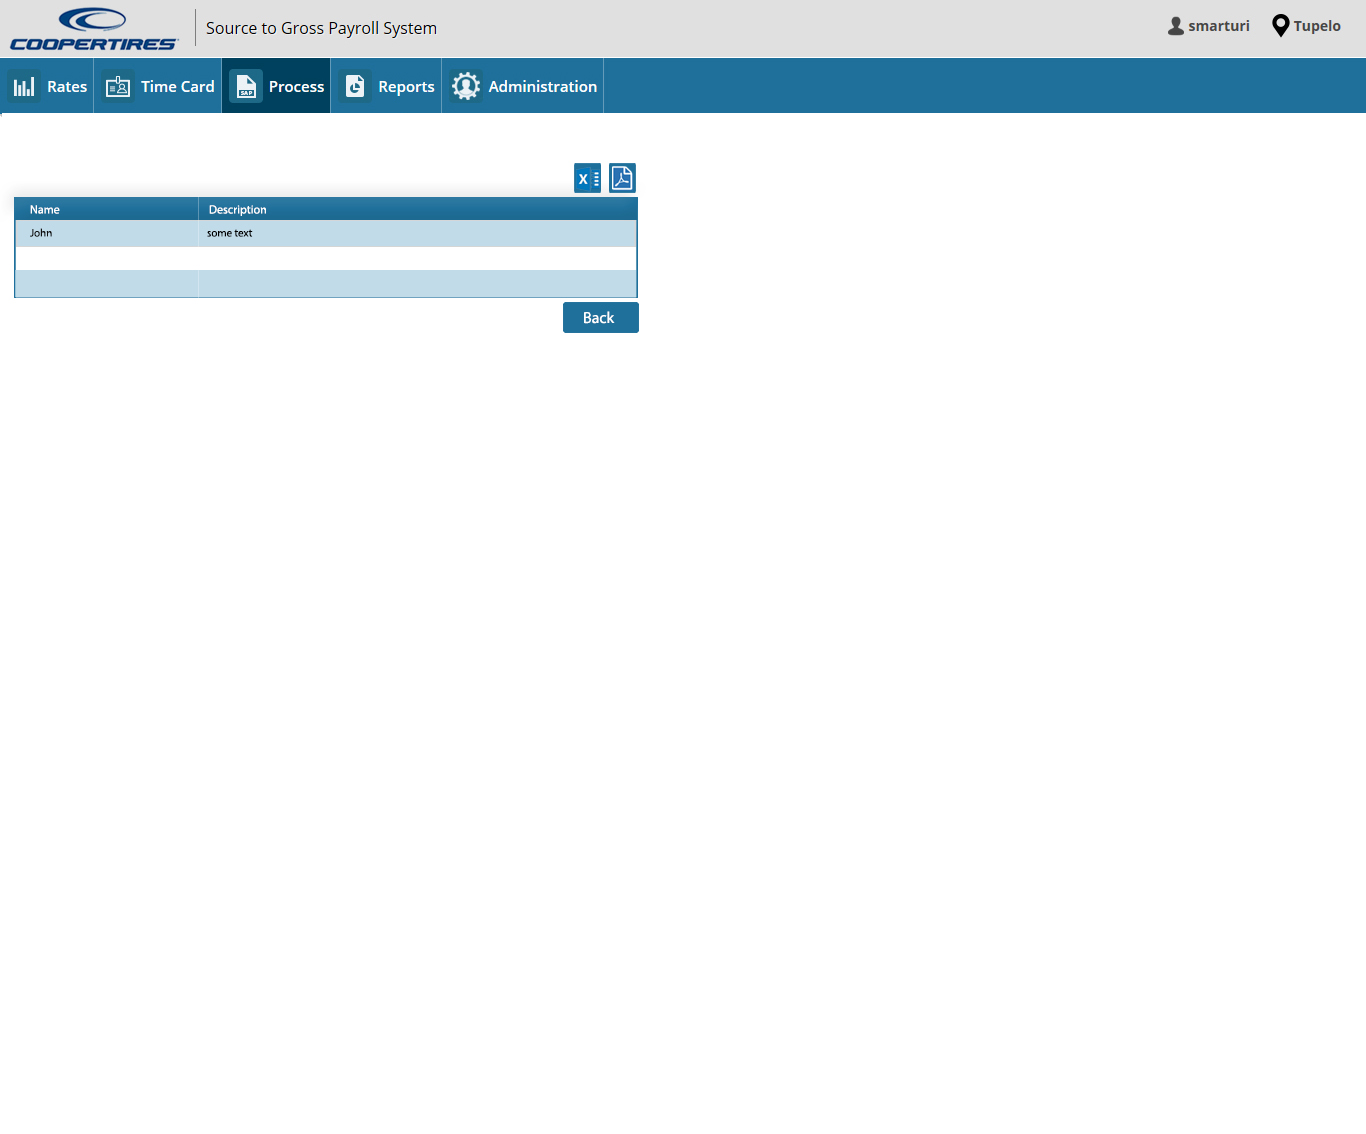 COOPERTIRES
Source to Gross Payroll System
smarturi
Tupelo
Rates
Time Card
SAP
Process
Reports
Administration
X
Name Description
John some text
Back